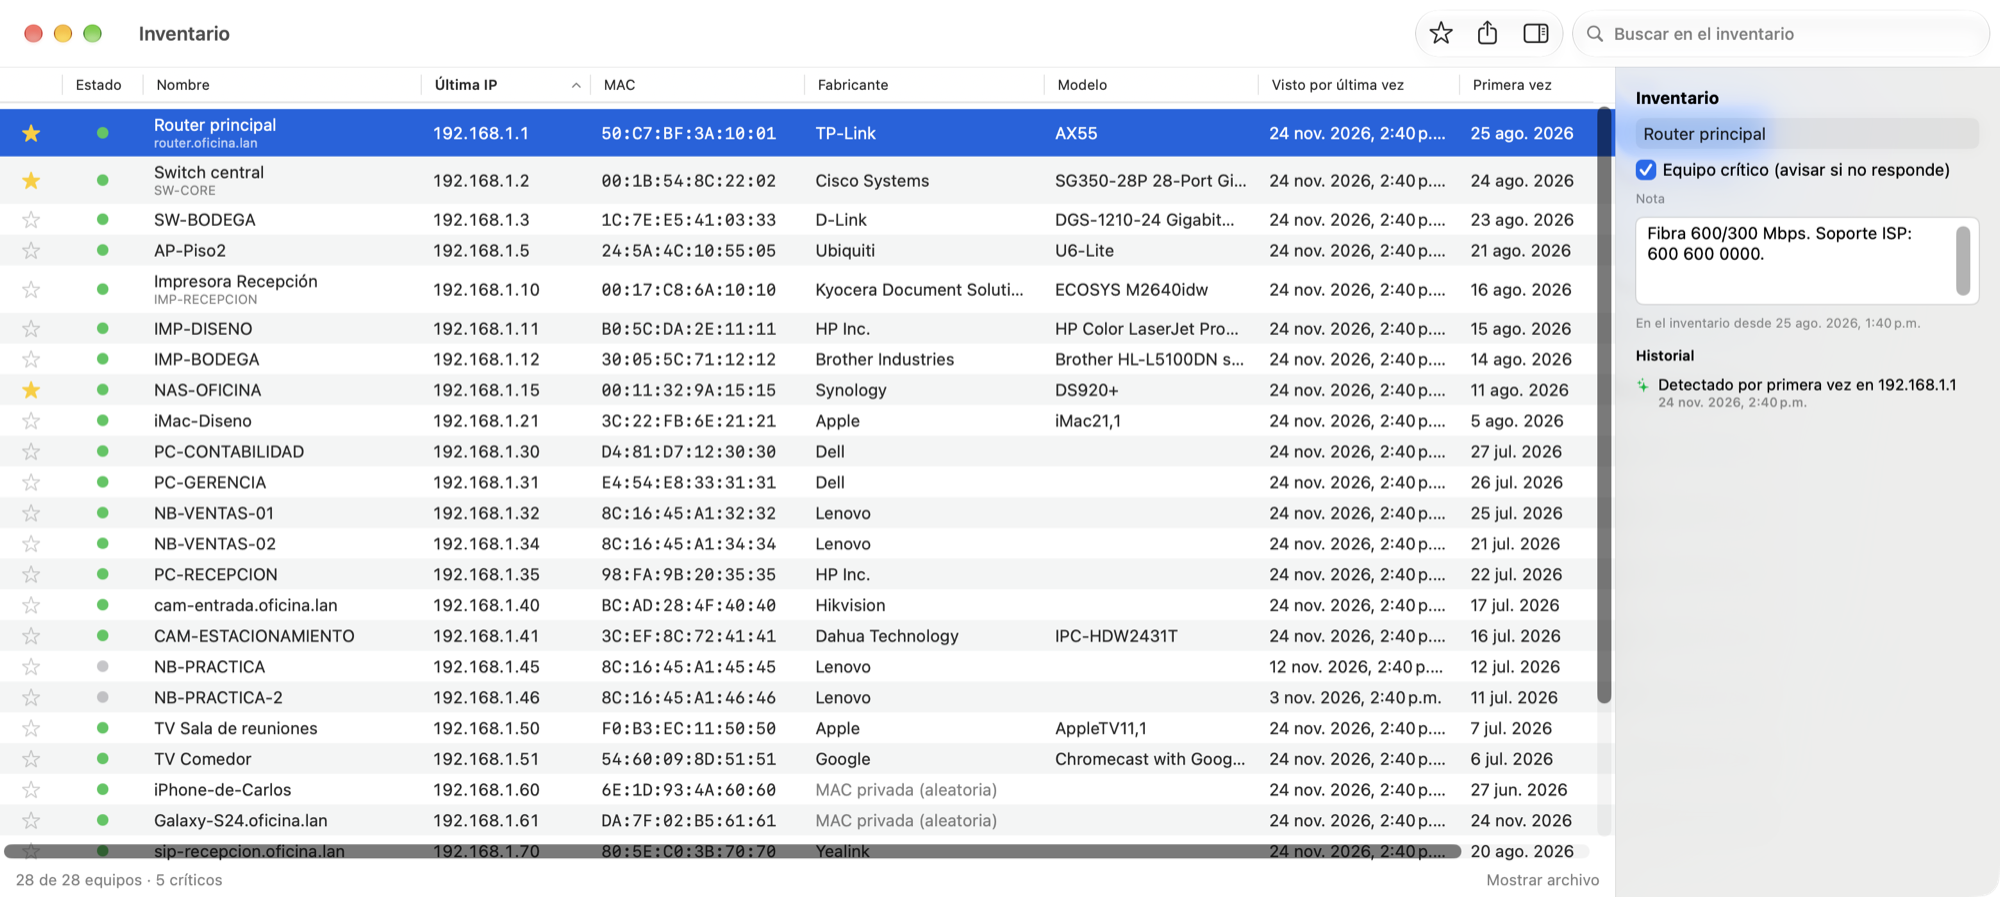 Inventario
Buscar en el inventario
Estado Nombre Última IP MAC Fabricante Modelo Visto por última vez Primera vez
Router principal
router.oficina.lan
192.168.1.1 50:C7:BF:3A:10:01 TP-Link AX55 24 nov. 2026, 2:40 p.... 25 ago. 2026
Switch central
SW-CORE
192.168.1.2 00:1B:54:8C:22:02 Cisco Systems SG350-28P 28-Port Gi... 24 nov. 2026, 2:40 p.... 24 ago. 2026
SW-BODEGA 192.168.1.3 1C:7E:E5:41:03:33 D-Link DGS-1210-24 Gigabit... 24 nov. 2026, 2:40 p.... 23 ago. 2026
AP-Piso2 192.168.1.5 24:5A:4C:10:55:05 Ubiquiti U6-Lite 24 nov. 2026, 2:40 p.... 21 ago. 2026
Impresora Recepción
IMP-RECEPCION
192.168.1.10 00:17:C8:6A:10:10 Kyocera Document Soluti... ECOSYS M2640idw 24 nov. 2026, 2:40 p.... 16 ago. 2026
IMP-DISENO 192.168.1.11 B0:5C:DA:2E:11:11 HP Inc. HP Color LaserJet Pro... 24 nov. 2026, 2:40 p.... 15 ago. 2026
IMP-BODEGA 192.168.1.12 30:05:5C:71:12:12 Brother Industries Brother HL-L5100DN s... 24 nov. 2026, 2:40 p.... 14 ago. 2026
NAS-OFICINA 192.168.1.15 00:11:32:9A:15:15 Synology DS920+ 24 nov. 2026, 2:40 p.... 11 ago. 2026
iMac-Diseno 192.168.1.21 3C:22:FB:6E:21:21 Apple iMac21,1 24 nov. 2026, 2:40 p.... 5 ago. 2026
PC-CONTABILIDAD 192.168.1.30 D4:81:D7:12:30:30 Dell 24 nov. 2026, 2:40 p.... 27 jul. 2026
PC-GERENCIA 192.168.1.31 E4:54:E8:33:31:31 Dell 24 nov. 2026, 2:40 p.... 26 jul. 2026
NB-VENTAS-01 192.168.1.32 8C:16:45:A1:32:32 Lenovo 24 nov. 2026, 2:40 p.... 25 jul. 2026
NB-VENTAS-02 192.168.1.34 8C:16:45:A1:34:34 Lenovo 24 nov. 2026, 2:40 p.... 21 jul. 2026
PC-RECEPCION 192.168.1.35 98:FA:9B:20:35:35 HP Inc. 24 nov. 2026, 2:40 p.... 22 jul. 2026
cam-entrada.oficina.lan 192.168.1.40 BC:AD:28:4F:40:40 Hikvision 24 nov. 2026, 2:40 p.... 17 jul. 2026
CAM-ESTACIONAMIENTO 192.168.1.41 3C:EF:8C:72:41:41 Dahua Technology IPC-HDW2431T 24 nov. 2026, 2:40 p.... 16 jul. 2026
NB-PRACTICA 192.168.1.45 8C:16:45:A1:45:45 Lenovo 12 nov. 2026, 2:40 p.... 12 jul. 2026
NB-PRACTICA-2 192.168.1.46 8C:16:45:A1:46:46 Lenovo 3 nov. 2026, 2:40 p.m. 11 jul. 2026
TV Sala de reuniones 192.168.1.50 F0:B3:EC:11:50:50 Apple AppleTV11,1 24 nov. 2026, 2:40 p.... 7 jul. 2026
TV Comedor 192.168.1.51 54:60:09:8D:51:51 Google Chromecast with Goog... 24 nov. 2026, 2:40 p.... 6 jul. 2026
iPhone-de-Carlos 192.168.1.60 6E:1D:93:4A:60:60 MAC privada (aleatoria) 24 nov. 2026, 2:40 p.... 27 jun. 2026
Galaxy-S24.oficina.lan 192.168.1.61 DA:7F:02:B5:61:61 MAC privada (aleatoria) 24 nov. 2026, 2:40 p.... 24 nov. 2026
sip-recepcion.oficina.lan 192.168.1.70 80:5E:C0:3B:70:70 Yealink 24 nov. 2026, 2:40 p.... 20 ago. 2026
28 de 28 equipos · 5 críticos
Mostrar archivo
Inventario
Router principal
Equipo crítico (avisar si no responde)
Nota
Fibra 600/300 Mbps. Soporte ISP:
600 600 0000.
En el inventario desde 25 ago. 2026, 1:40 p.m.
Historial
Detectado por primera vez en 192.168.1.1
24 nov. 2026, 2:40 p.m.